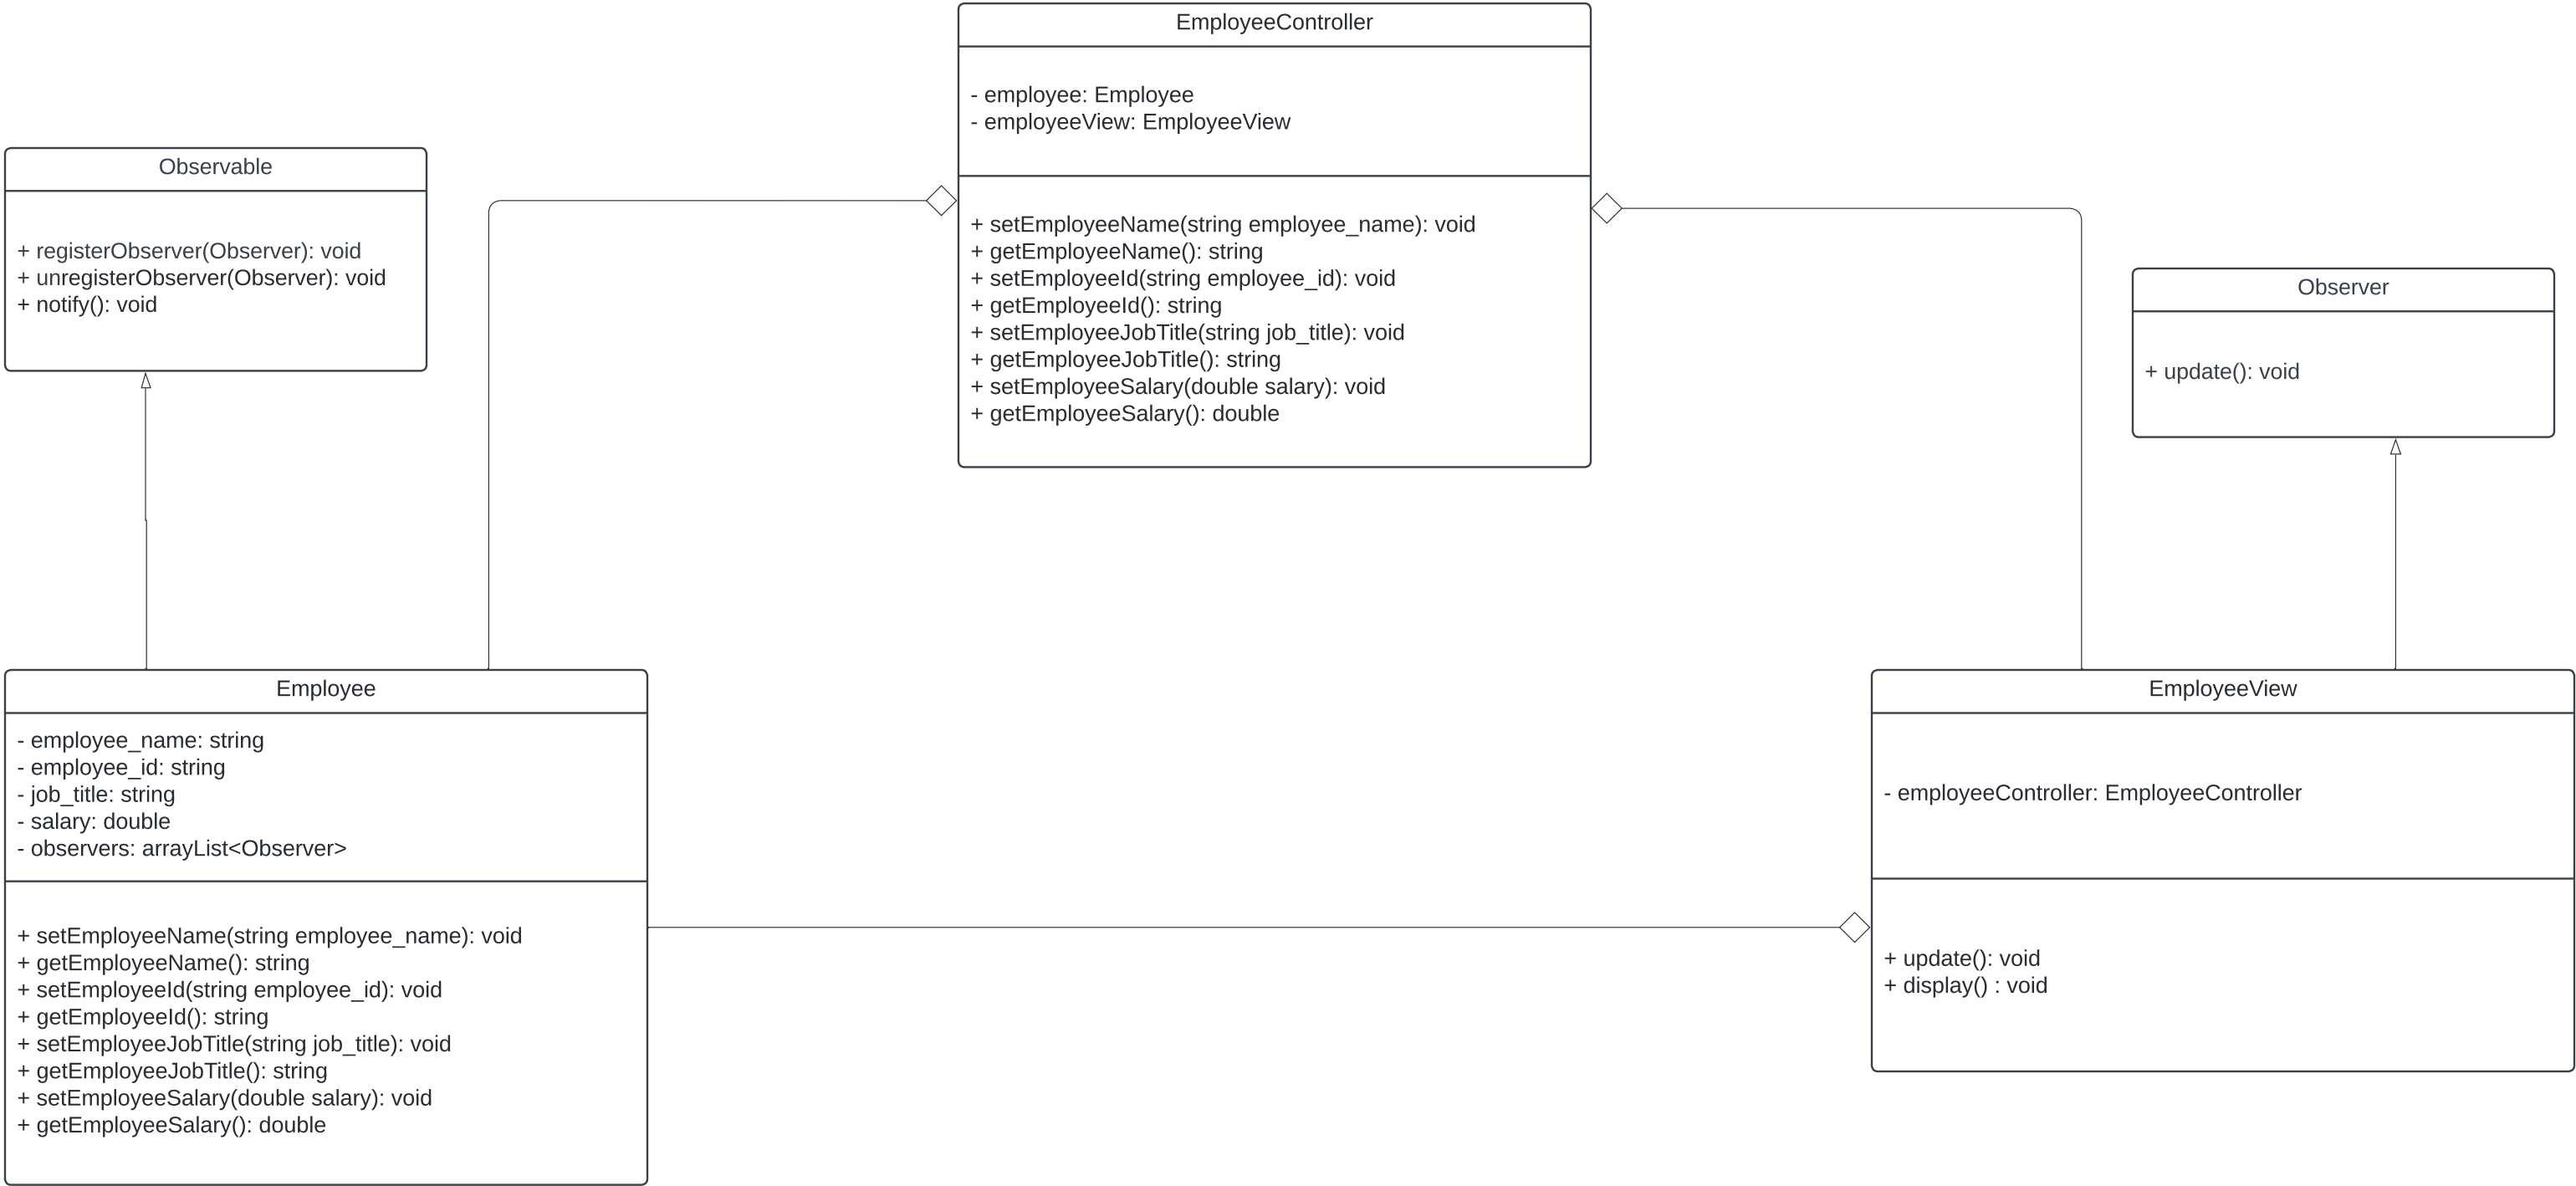 EmployeeController
- employee: Employee
- employeeView: EmployeeView
+ setEmployeeName(string employee_name): void
+ getEmployeeName(): string
+ setEmployeeId(string employee_id): void
+ getEmployeeId(): string
+ setEmployeeJobTitle(string job_title): void
+ getEmployeeJobTitle(): string
+ setEmployeeSalary(double salary): void
+ getEmployeeSalary(): double
Observable
+ registerObserver(Observer): void
+ unregisterObserver(Observer): void
+ notify(): void
Observer
+ update(): void
Employee
- employee_name: string
- employee_id: string
- job_title: string
- salary: double
- observers: arrayList<Observer>
+ setEmployeeName(string employee_name): void
+ getEmployeeName(): string
+ setEmployeeId(string employee_id): void
+ getEmployeeId(): string
+ setEmployeeJobTitle(string job_title): void
+ getEmployeeJobTitle(): string
+ setEmployeeSalary(double salary): void
+ getEmployeeSalary(): double
EmployeeView
- employeeController: EmployeeController
+ update(): void
+ display() : void